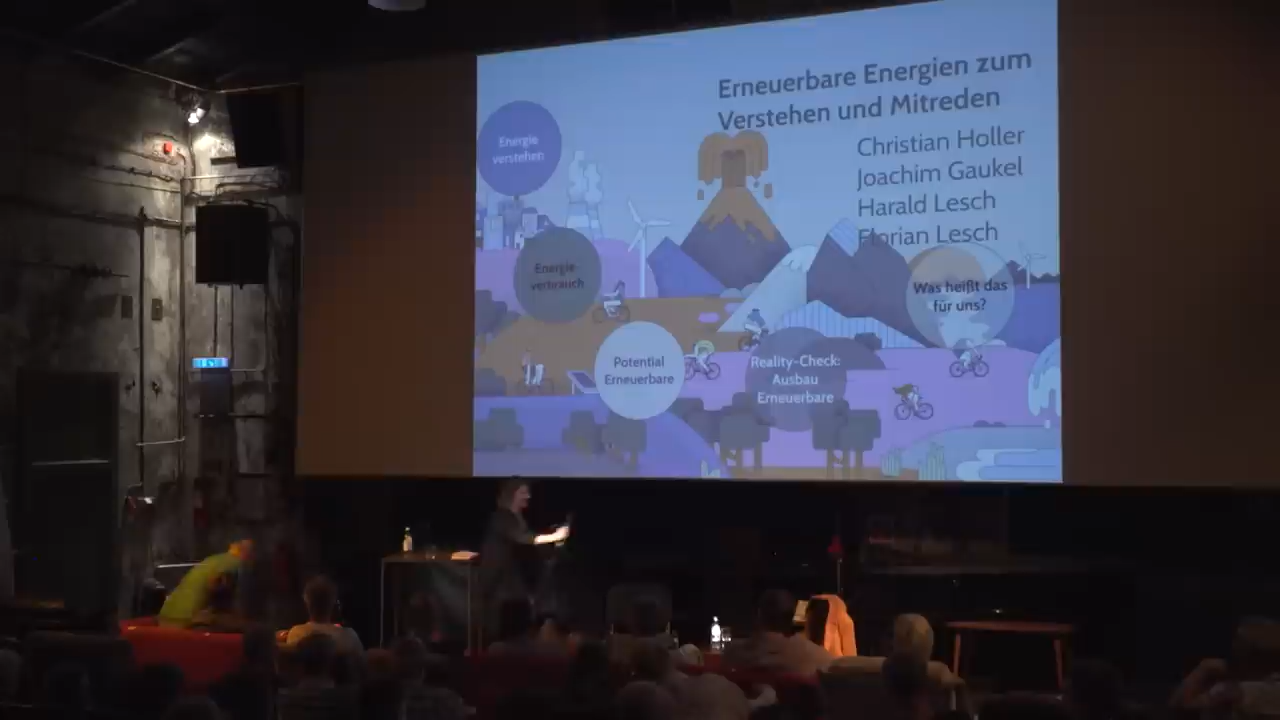 Erneuerbare Energien zum
Verstehen und Mitreden
Christian Holler
Joachim Gaukel
Harald Lesch
Florian Lesch
Energie
verstehen
Energie-
verbrauch
Potential
Erneuerbare
Reality-Check:
Ausbau
Erneuerbare
Was heißt das
für uns?